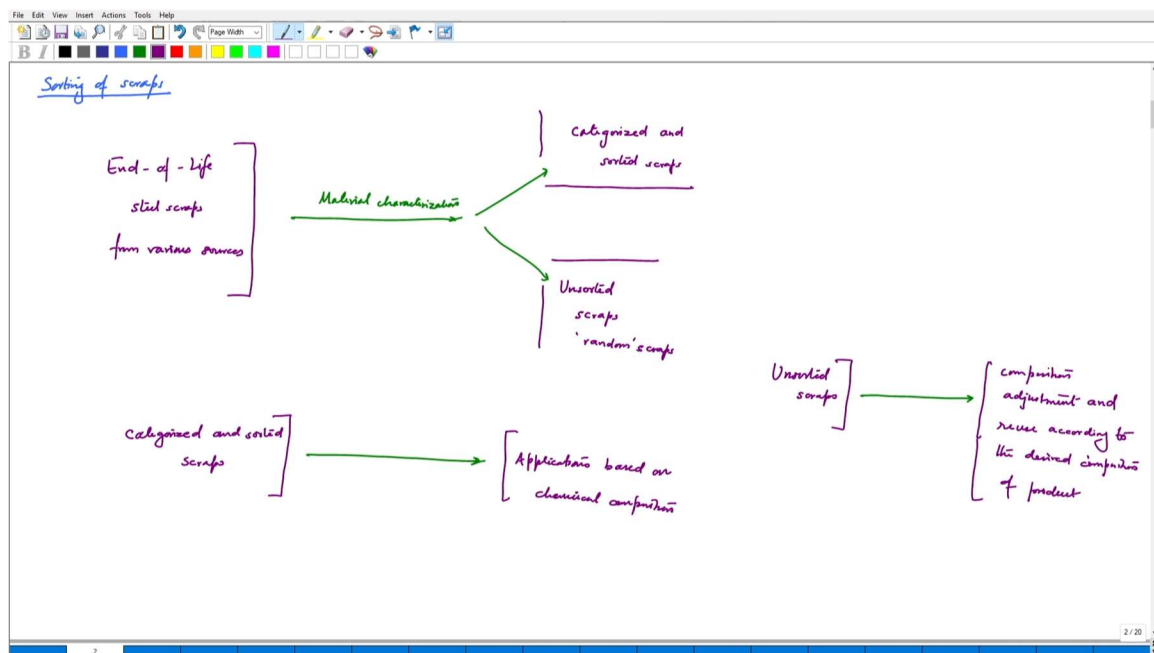 File Edit View Insert Actions Tools Help
Page Width
B I
Sorting of scraps
End-of-Life
steel scraps
from various sources
Material characterization
Categorized and
sorted scraps
Unsorted
scraps
'random' scraps
Unsorted
scraps
composition
adjustment and
reuse according to
the desired composition
of product
Categorized and sorted
scraps
Applications based on
chemical composition
2 / 20
2